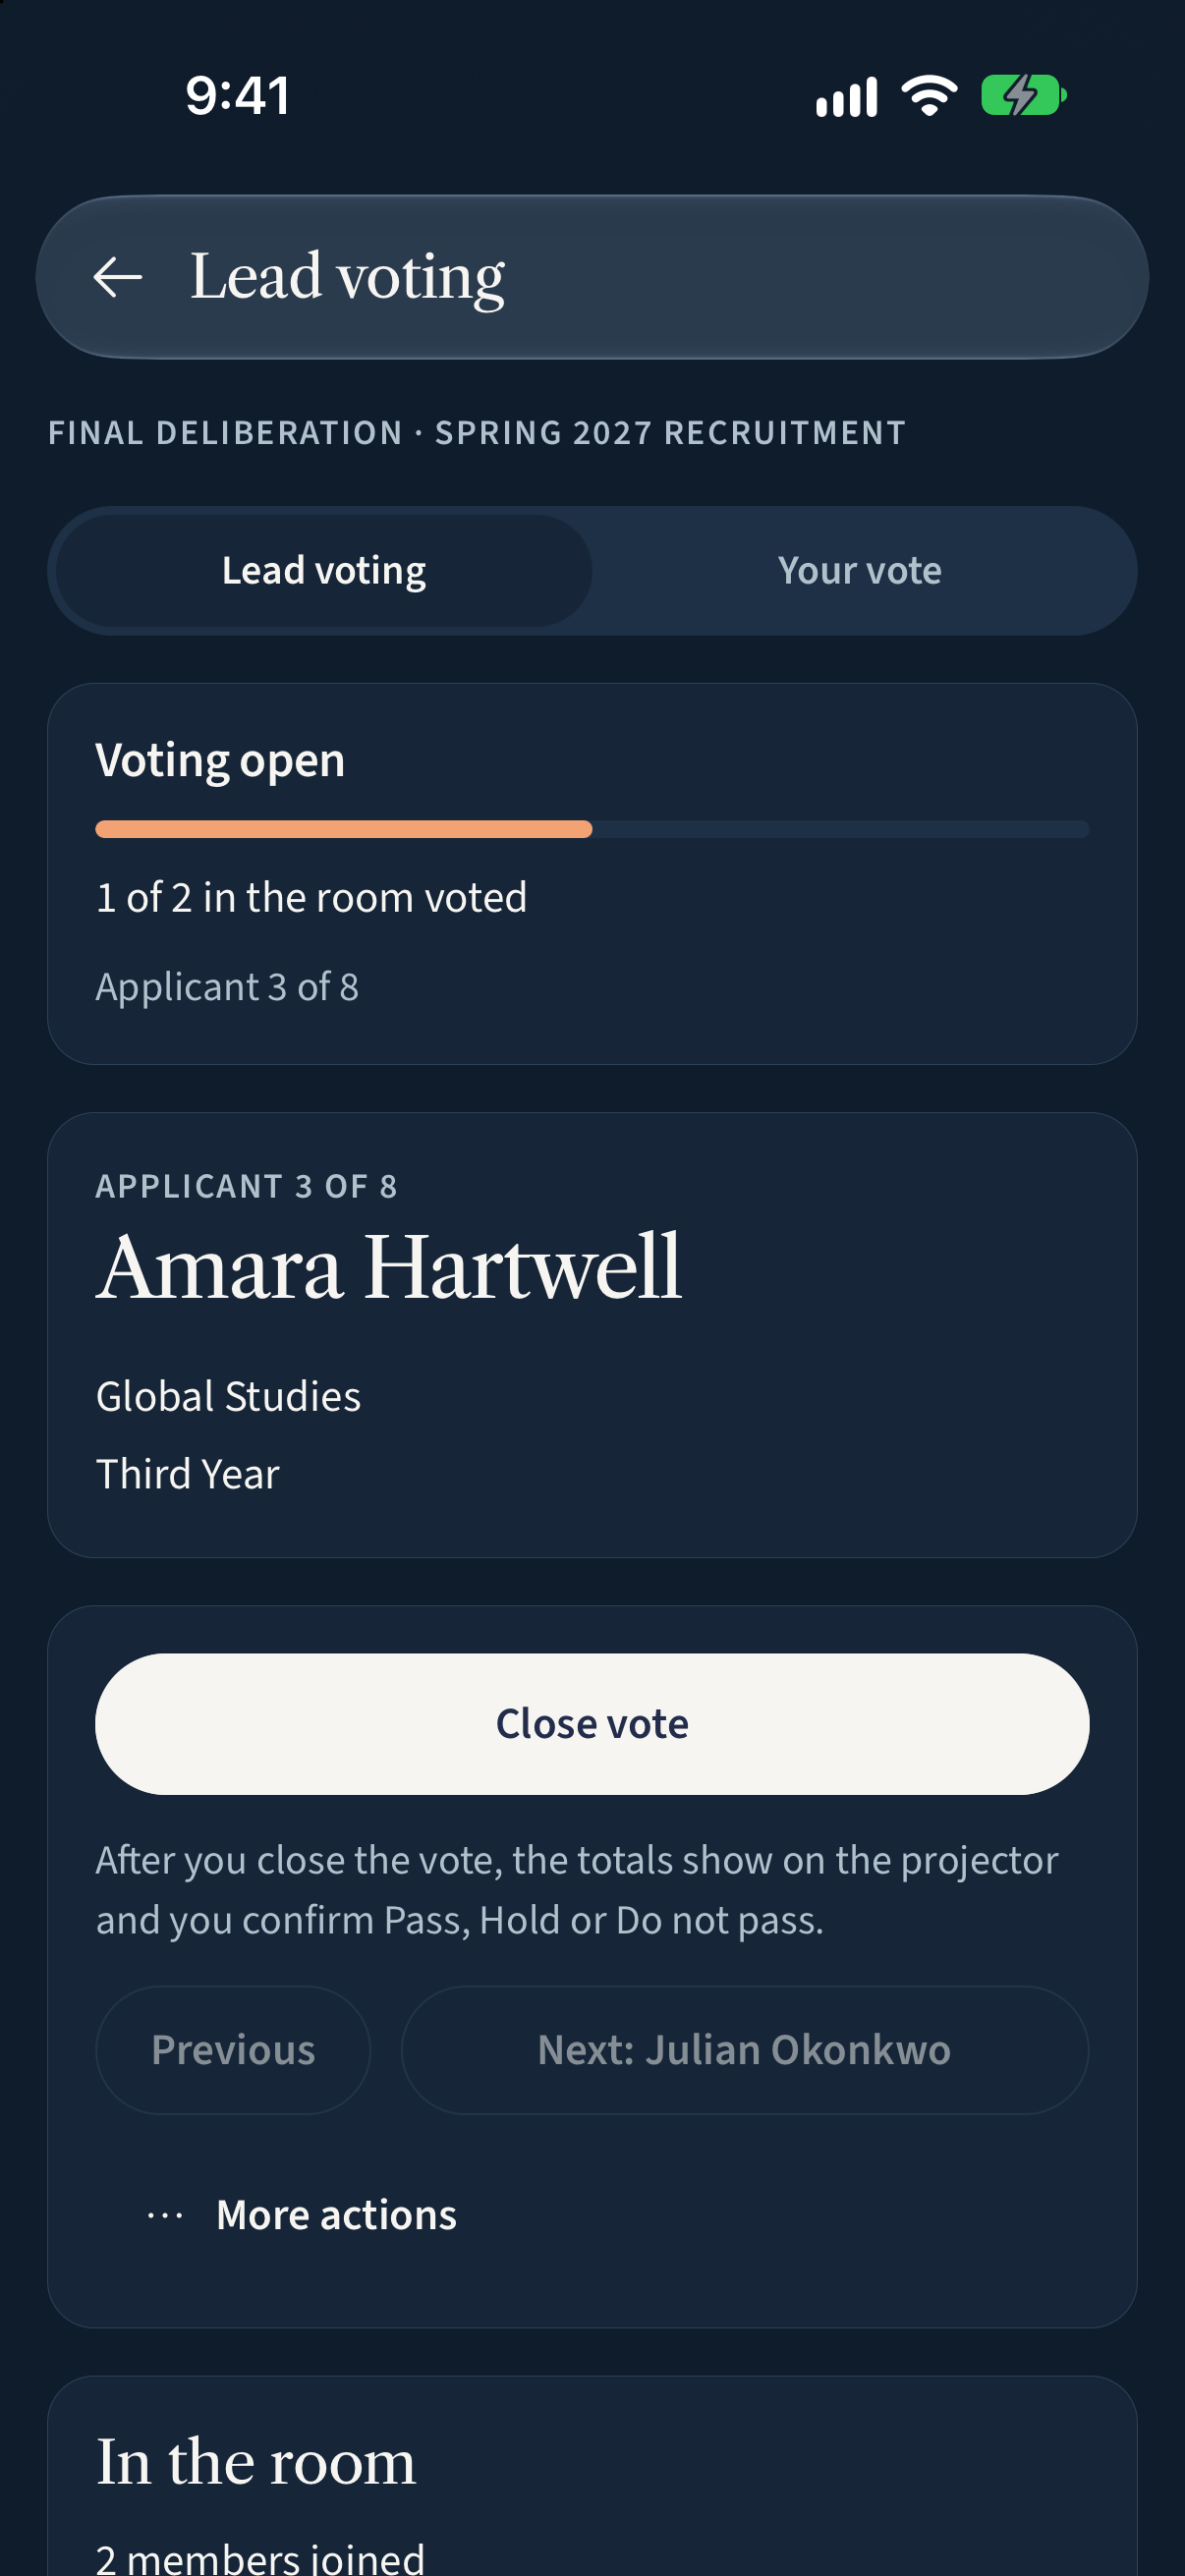 9:41
Lead voting
FINAL DELIBERATION · SPRING 2027 RECRUITMENT
Lead voting
Your vote
Voting open
1 of 2 in the room voted
Applicant 3 of 8
APPLICANT 3 OF 8
Amara Hartwell
Global Studies
Third Year
Close vote
After you close the vote, the totals show on the projector
and you confirm Pass, Hold or Do not pass.
Previous
Next: Julian Okonkwo
··· More actions
In the room
2 members joined